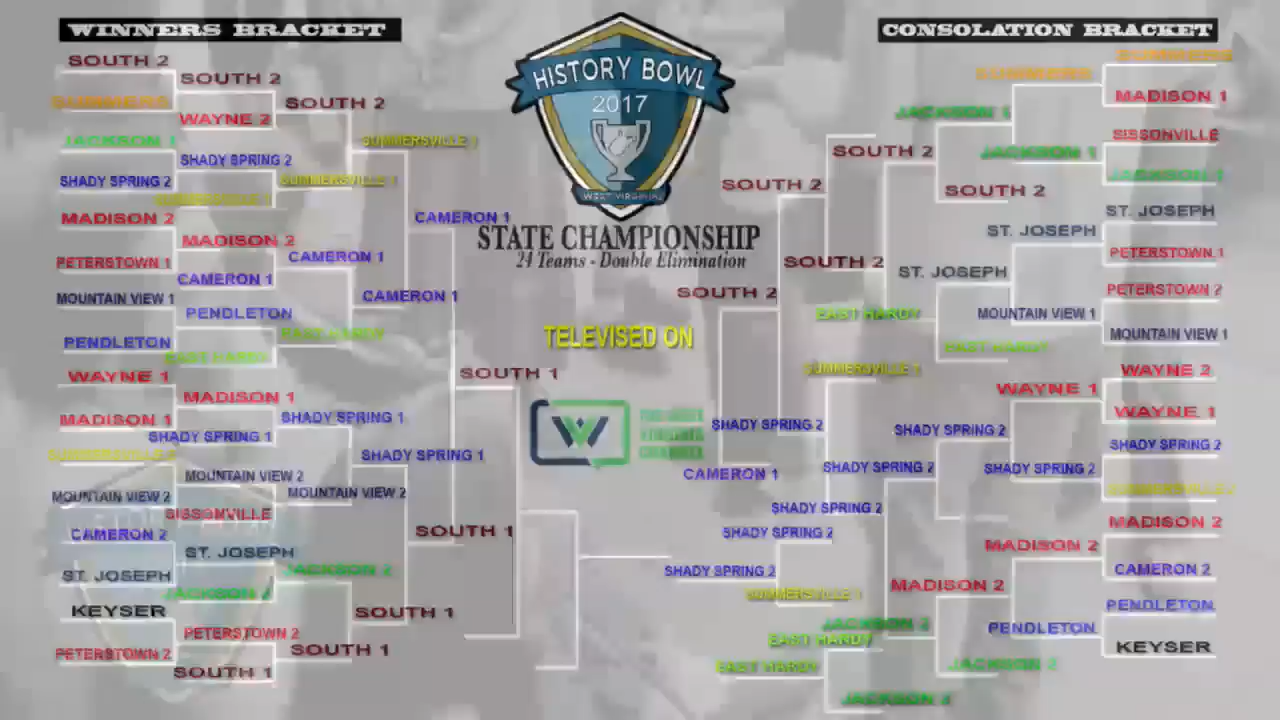 WINNERS BRACKET
SOUTH 2
SUMMERS
JACKSON 1
SHADY SPRING 2
MADISON 2
PETERSTOWN 1
MOUNTAIN VIEW 1
PENDLETON
WAYNE 1
MADISON 1
MOUNTAIN VIEW 2
CAMERON 2
ST. JOSEPH
KEYSER
PETERSTOWN 2
SOUTH 2
WAYNE 2
SHADY SPRING 2
SUMMERSVILLE 1
MADISON 2
CAMERON 1
PENDLETON
EAST HARDY
MADISON 1
SHADY SPRING 1
MOUNTAIN VIEW 2
SISSONVILLE
ST. JOSEPH
JACKSON 2
PETERSTOWN 2
SOUTH 1
SOUTH 2
SUMMERSVILLE 1
CAMERON 1
EAST HARDY
SHADY SPRING 1
MOUNTAIN VIEW 2
JACKSON 2
SOUTH 1
SUMMERSVILLE 1
CAMERON 1
SHADY SPRING 1
SOUTH 1
CAMERON 1
SOUTH 1
SOUTH 1
HISTORY BOWL
2017
WEST VIRGINIA
STATE CHAMPIONSHIP
24 Teams - Double Elimination
TELEVISED ON
CONSOLATION BRACKET
SUMMERS
MADISON 1
SISSONVILLE
JACKSON 1
ST. JOSEPH
PETERSTOWN 1
PETERSTOWN 2
MOUNTAIN VIEW 1
WAYNE 2
WAYNE 1
SHADY SPRING 2
MADISON 2
CAMERON 2
PENDLETON
KEYSER
SUMMERS
JACKSON 1
ST. JOSEPH
MOUNTAIN VIEW 1
WAYNE 1
SHADY SPRING 2
MADISON 2
PENDLETON
JACKSON 1
SOUTH 2
ST. JOSEPH
EAST HARDY
SHADY SPRING 2
MADISON 2
JACKSON 2
SOUTH 2
EAST HARDY
SHADY SPRING 2
JACKSON 2
SOUTH 2
SUMMERSVILLE 1
SHADY SPRING 2
EAST HARDY
JACKSON 2
SOUTH 2
SHADY SPRING 2
SHADY SPRING 2
SUMMERSVILLE 1
EAST HARDY
SOUTH 2
CAMERON 1
SHADY SPRING 2